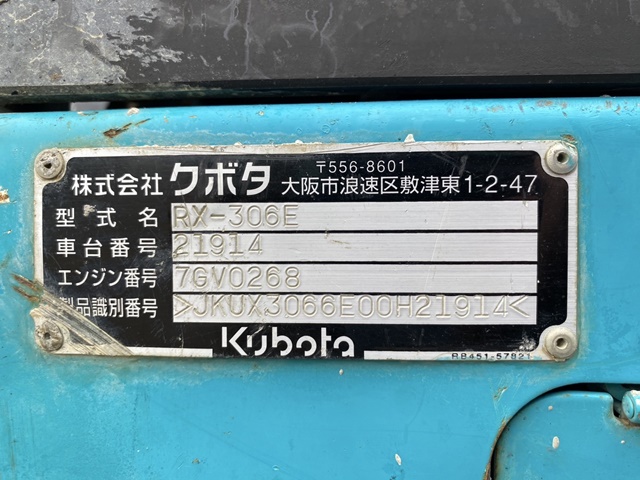 〒556-8601
株式会社クボタ 大阪市浪速区敷津東1-2-47
型式名 RX-306E
車台番号 21914
エンジン番号 7GV0268
製品識別番号 >JKUX3066E00H21914<
Kubota
RB451-57821